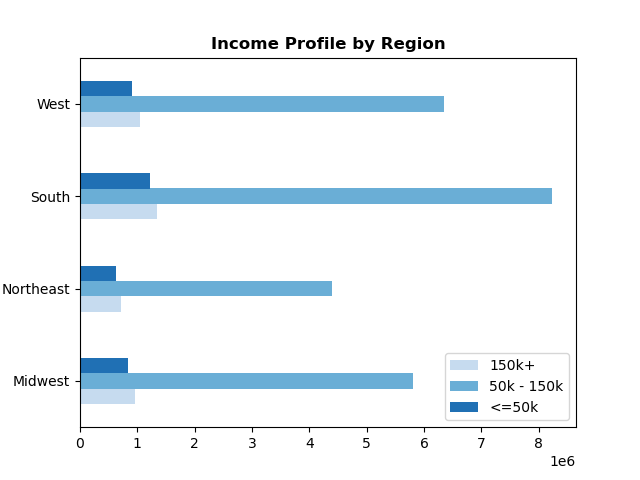 Income Profile by Region
West
South
Northeast
Midwest
150k+
50k - 150k
<=50k
0 1 2 3 4 5 6 7 8
1e6